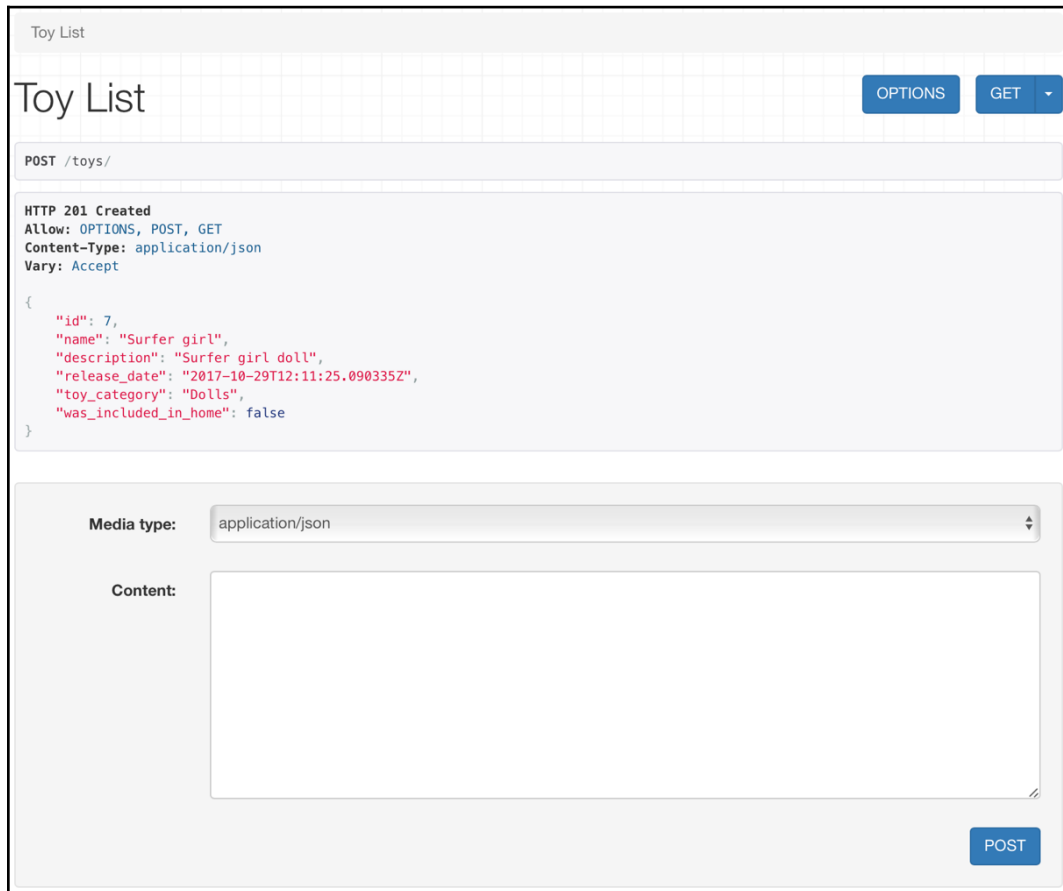 Toy List
Toy List
OPTIONS
GET
POST /toys/
HTTP 201 Created
Allow: OPTIONS, POST, GET
Content-Type: application/json
Vary: Accept
{
    "id": 7,
    "name": "Surfer girl",
    "description": "Surfer girl doll",
    "release_date": "2017-10-29T12:11:25.090335Z",
    "toy_category": "Dolls",
    "was_included_in_home": false
}
Media type:
application/json
Content:
POST